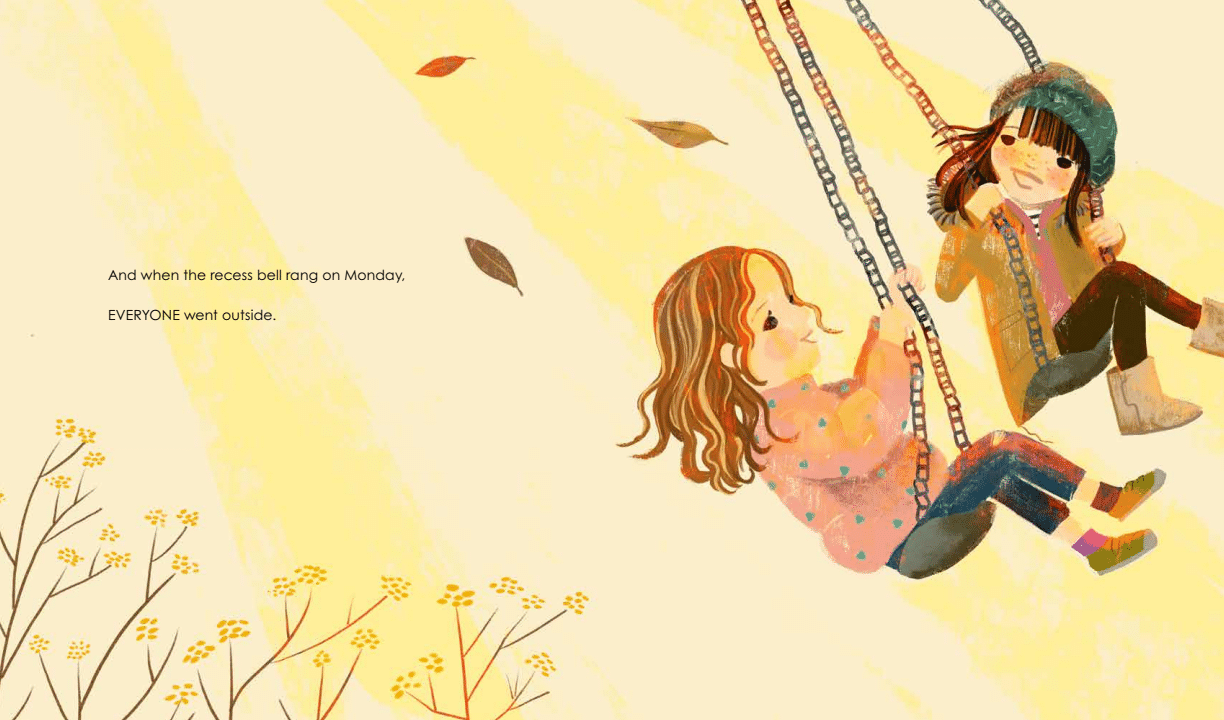 And when the recess bell rang on Monday,
EVERYONE went outside.